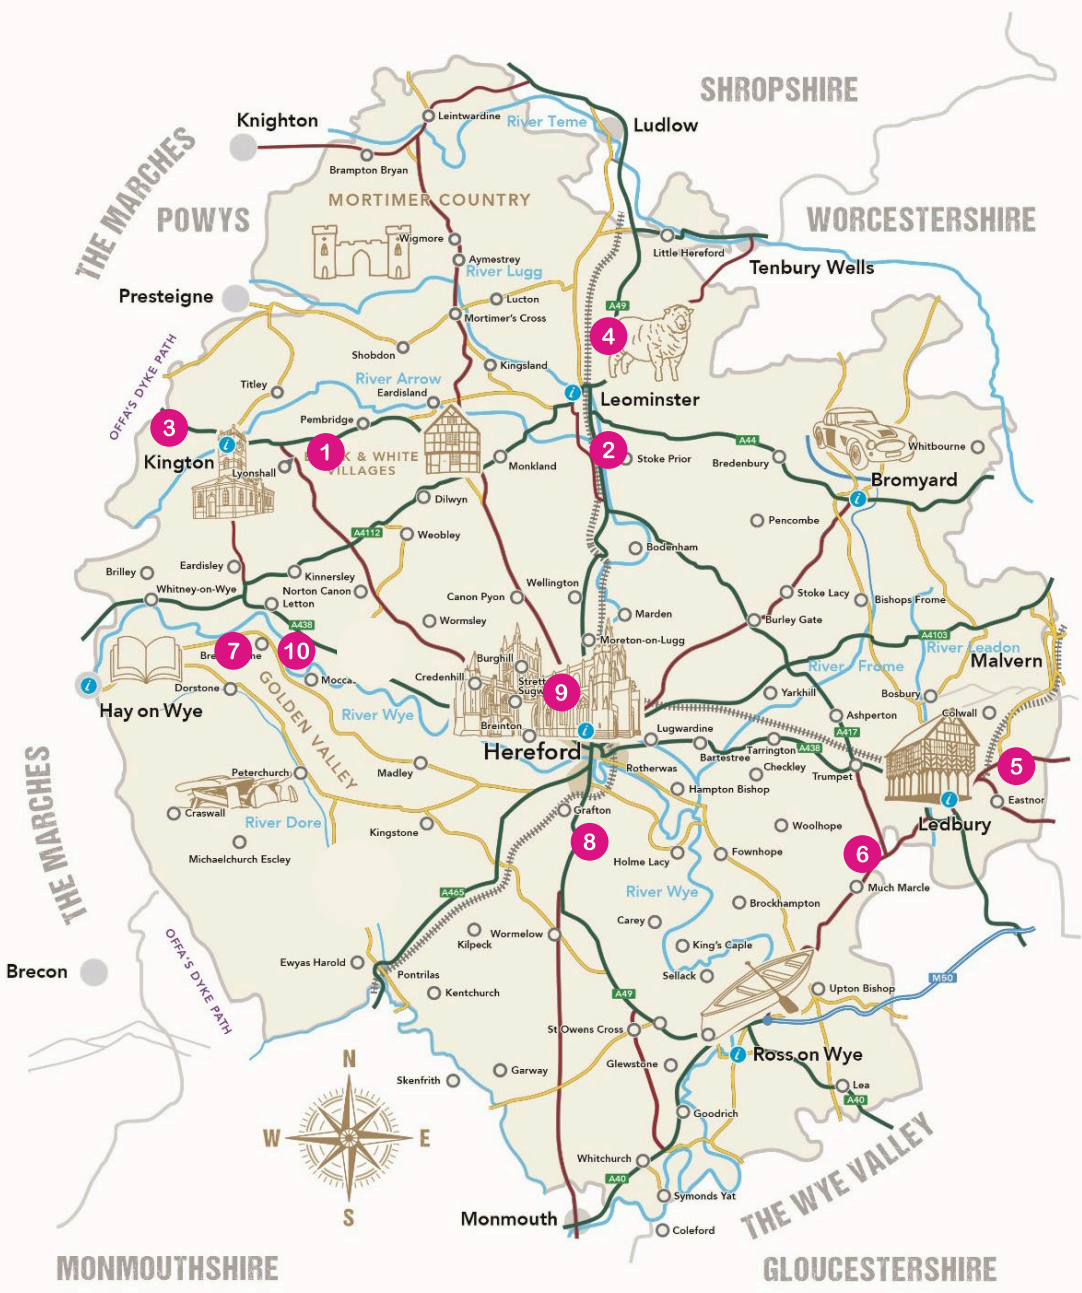 SHROPSHIRE
Knighton
Leintwardine
River Teme
Ludlow
Brampton Bryan
THE MARCHES
POWYS
MORTIMER COUNTRY
WORCESTERSHIRE
Wigmore
Little Hereford
Aymestrey
River Lugg
Tenbury Wells
Presteigne
Lucton
A49
Mortimer's Cross
4
OFFA'S DYKE PATH
Shobdon
Kingsland
Titley
River Arrow
Eardisland
Leominster
3
Pembridge
A44
Kington
1
& WHITE
VILLAGES
2
Stoke Prior
Bredenbury
Whitbourne
Lyonshall
Monkland
Bromyard
Dilwyn
Pencombe
A4112
Weobley
Bodenham
Brilley
Eardisley
Kinnersley
Whitney-on-Wye
Norton Canon
Letton
Wellington
Canon Pyon
Stoke Lacy
Bishops Frome
A438
Wormsley
Marden
Burley Gate
A4103
7
10
Moreton-on-Lugg
River Leadon
Malvern
Burghill
River Frome
Dorstone
Credenhill
9
Yarkhill
Bosbury
Hay on Wye
GOLDEN VALLEY
River Wye
Breinton
Lugwardine
Ashperton
Colwall
A417
Hereford
Tarrington
A438
Bartestree
Peterchurch
Madley
Rotherwas
Checkley
Trumpet
5
Hampton Bishop
Eastnor
Craswall
River Dore
Grafton
Woolhope
Ledbury
Kingstone
8
Michaelchurch Escley
Holme Lacy
Fownhope
6
THE MARCHES
A465
River Wye
Much Marcle
Brockhampton
Carey
Kilpeck
Wormelow
King's Caple
OFFA'S DYKE PATH
Brecon
Ewyas Harold
Pontrilas
Sellack
M50
Kentchurch
A49
Upton Bishop
St Owens Cross
Ross on Wye
Glewstone
Skenfrith
Garway
Lea
A40
N
Goodrich
W
E
Whitchurch
A40
THE WYE VALLEY
S
Symonds Yat
Monmouth
Coleford
MONMOUTHSHIRE
GLOUCESTERSHIRE